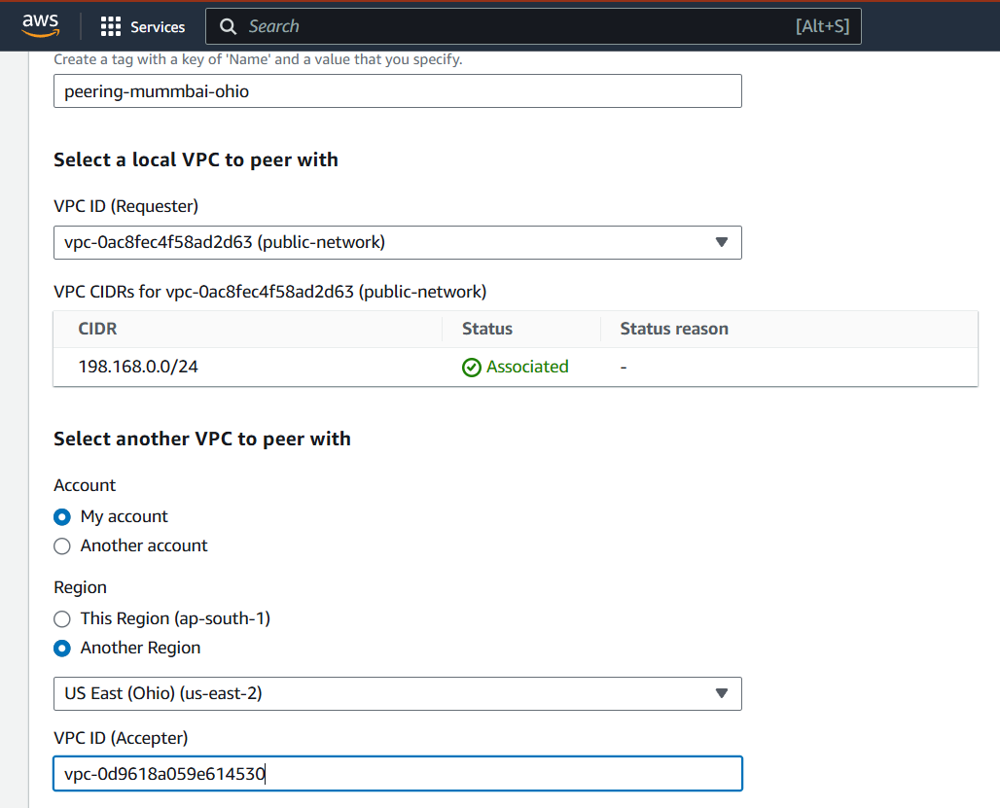 aws Services Search [Alt+S]
Create a tag with a key of 'Name' and a value that you specify.
peering-mummbai-ohio
Select a local VPC to peer with
VPC ID (Requester)
vpc-0ac8fec4f58ad2d63 (public-network)
VPC CIDRs for vpc-0ac8fec4f58ad2d63 (public-network)
CIDR Status Status reason
198.168.0.0/24 Associated -
Select another VPC to peer with
Account
My account
Another account
Region
This Region (ap-south-1)
Another Region
US East (Ohio) (us-east-2)
VPC ID (Accepter)
vpc-0d9618a059e614530